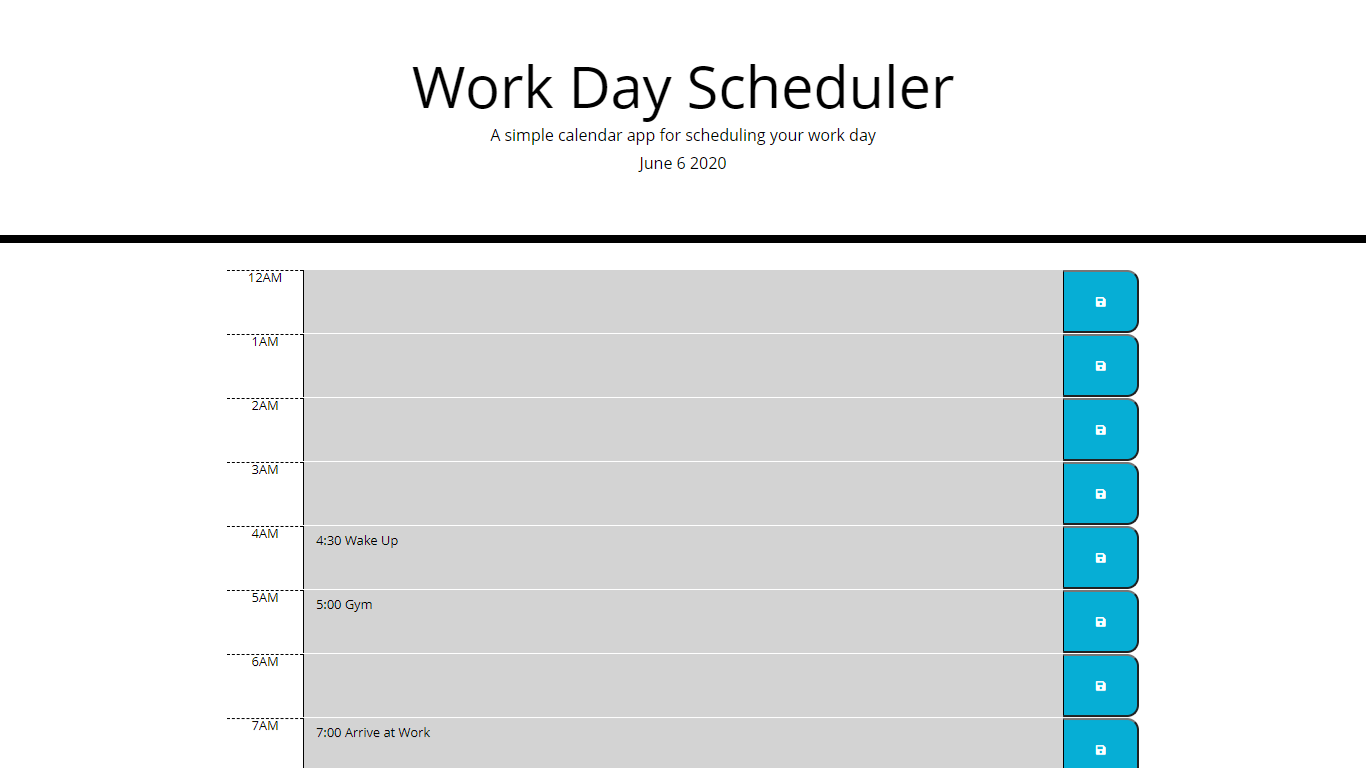 Work Day Scheduler
A simple calendar app for scheduling your work day
June 6 2020
12AM
1AM
2AM
3AM
4AM
4:30 Wake Up
5AM
5:00 Gym
6AM
7AM
7:00 Arrive at Work